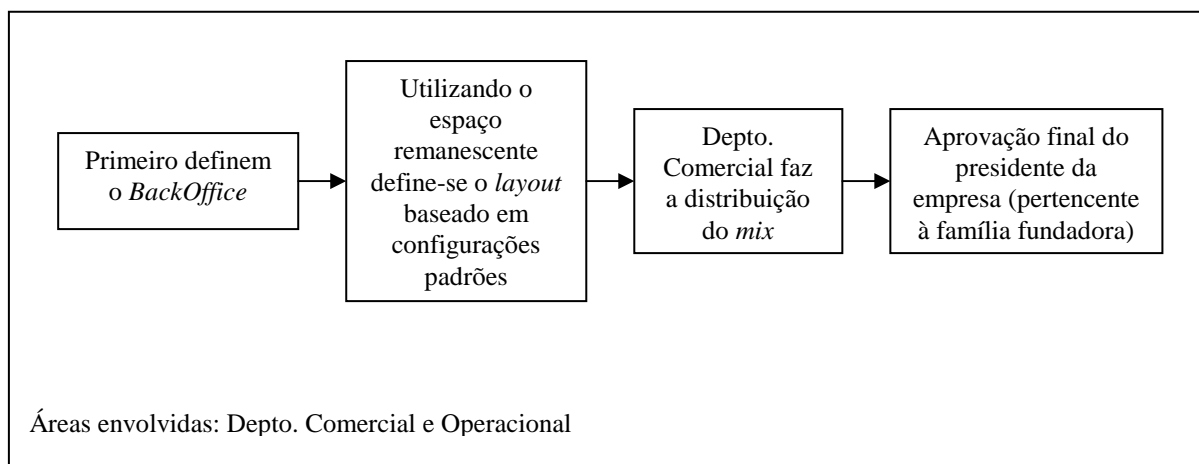 Primeiro definem
o BackOffice
Utilizando o
espaço
remanescente
define-se o layout
baseado em
configurações
padrões
Depto.
Comercial faz
a distribuição
do mix
Aprovação final do
presidente da
empresa (pertencente
à família fundadora)
Áreas envolvidas: Depto. Comercial e Operacional